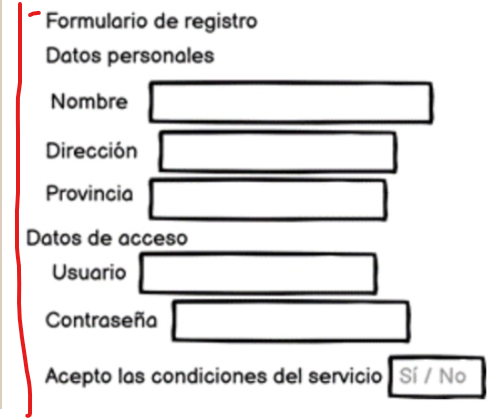 Formulario de registro
Datos personales
Nombre
Dirección
Provincia
Datos de acceso
Usuario
Contraseña
Acepto las condiciones del servicio Sí / No